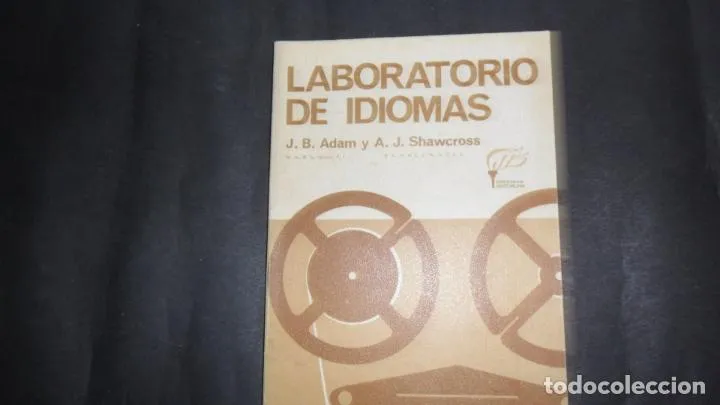 LABORATORIO
DE IDIOMAS
J. B. Adam y A. J. Shawcross
todocoleccion